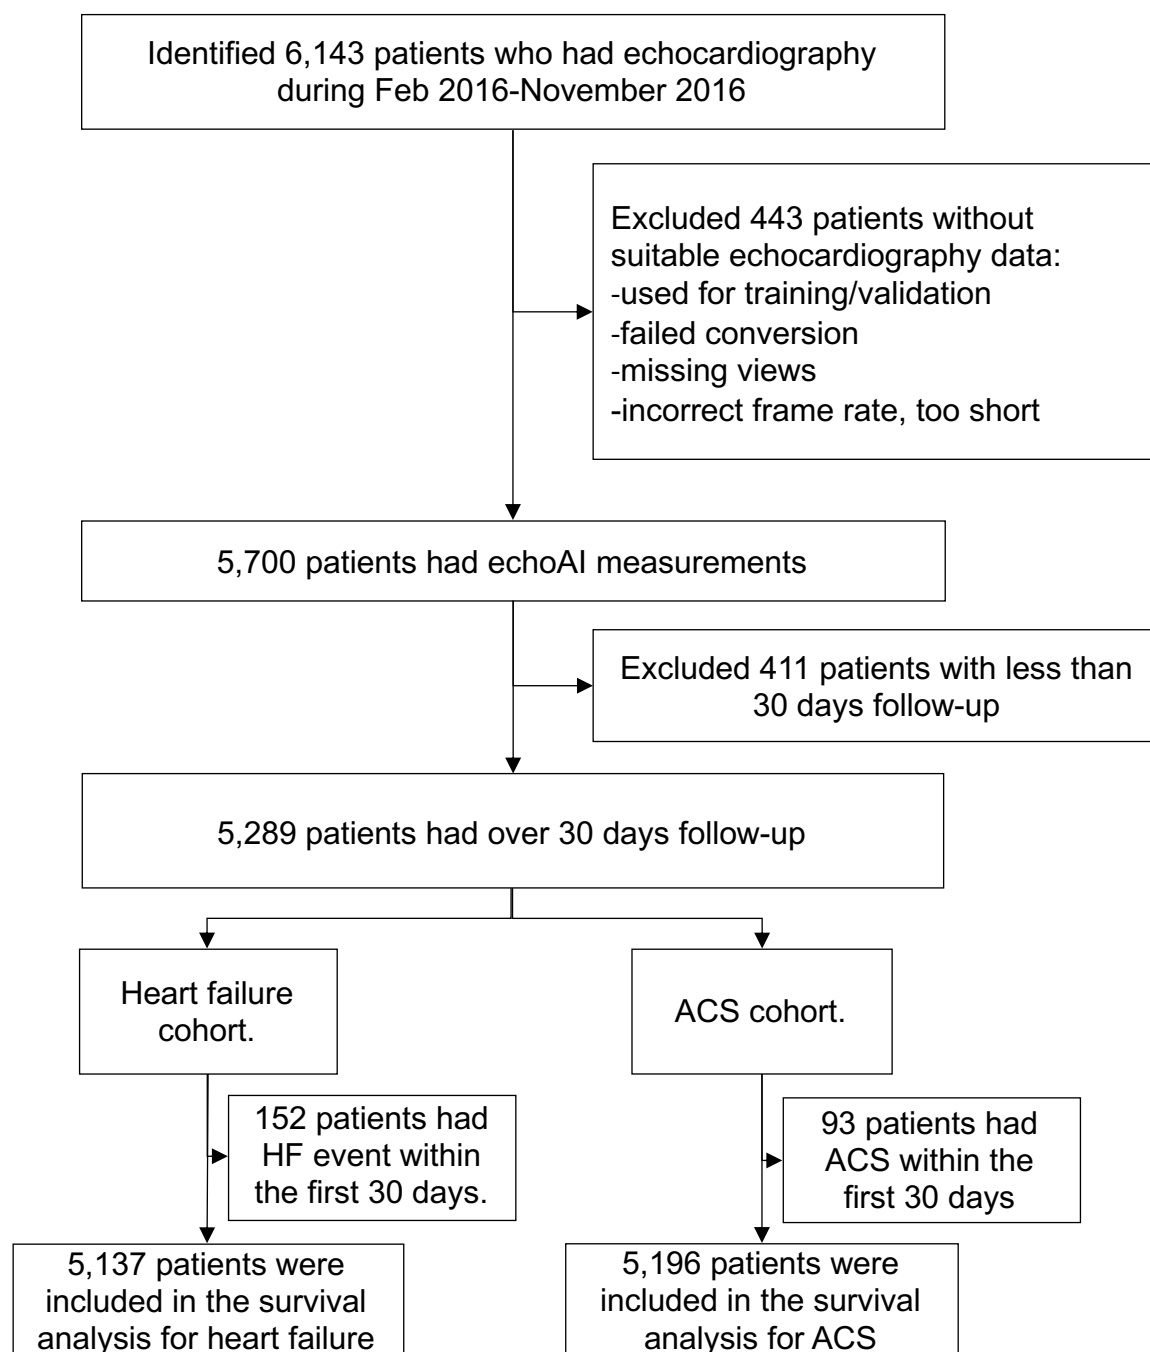 Identified 6,143 patients who had echocardiography
during Feb 2016-November 2016
Excluded 443 patients without
suitable echocardiography data:
-used for training/validation
-failed conversion
-missing views
-incorrect frame rate, too short
5,700 patients had echoAI measurements
Excluded 411 patients with less than
30 days follow-up
5,289 patients had over 30 days follow-up
Heart failure
cohort.
ACS cohort.
152 patients had
HF event within
the first 30 days.
93 patients had
ACS within the
first 30 days
5,137 patients were
included in the survival
analysis for heart failure
5,196 patients were
included in the survival
analysis for ACS